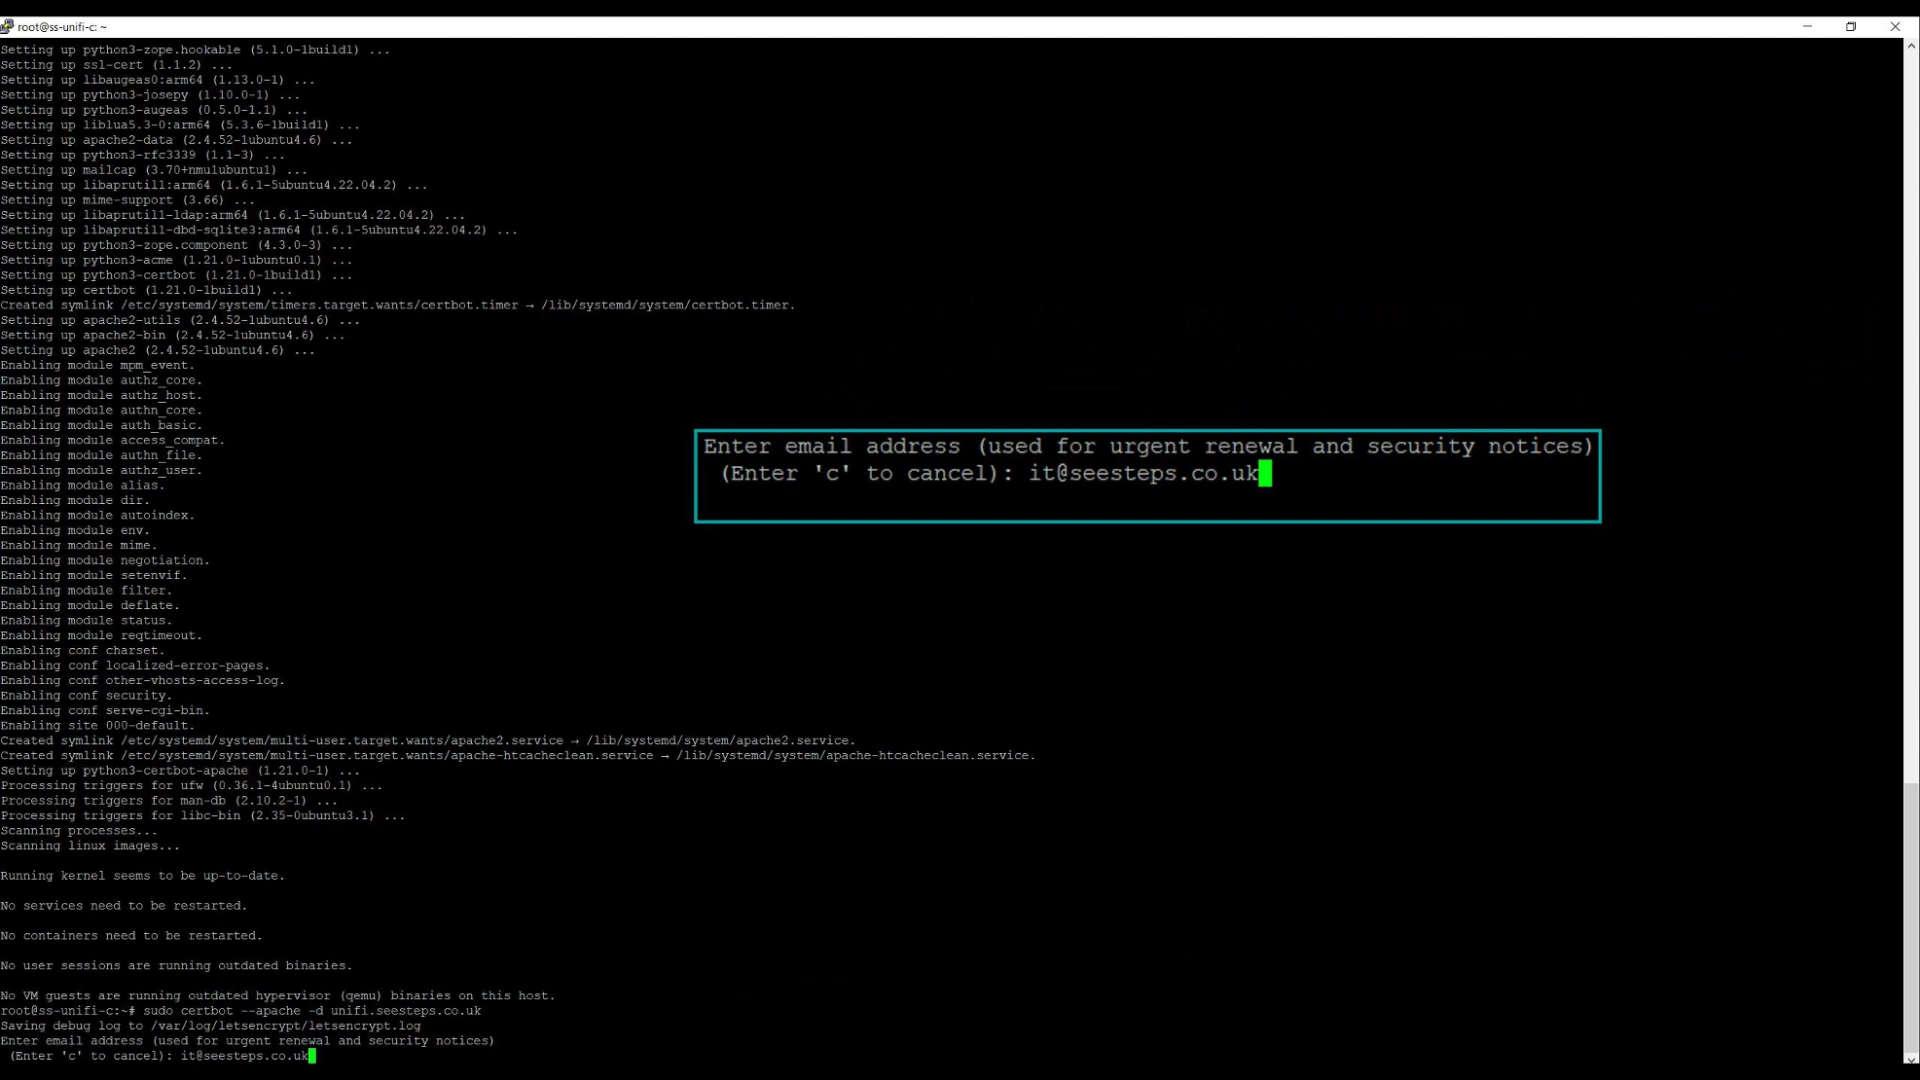 root@ss-unifi-c: ~
Setting up python3-zope.hookable (5.1.0-1build1) ...
Setting up ssl-cert (1.1.2) ...
Setting up libaugeas0:arm64 (1.13.0-1) ...
Setting up python3-josepy (1.10.0-1) ...
Setting up python3-augeas (0.5.0-1.1) ...
Setting up liblua5.3-0:arm64 (5.3.6-1build1) ...
Setting up apache2-data (2.4.52-1ubuntu4.6) ...
Setting up python3-rfc3339 (1.1-3) ...
Setting up mailcap (3.70+nmu1ubuntu1) ...
Setting up libaprutil1:arm64 (1.6.1-5ubuntu4.22.04.2) ...
Setting up mime-support (3.66) ...
Setting up libaprutil1-ldap:arm64 (1.6.1-5ubuntu4.22.04.2) ...
Setting up libaprutil1-dbd-sqlite3:arm64 (1.6.1-5ubuntu4.22.04.2) ...
Setting up python3-zope.component (4.3.0-3) ...
Setting up python3-acme (1.21.0-1ubuntu0.1) ...
Setting up python3-certbot (1.21.0-1build1) ...
Setting up certbot (1.21.0-1build1) ...
Created symlink /etc/systemd/system/timers.target.wants/certbot.timer → /lib/systemd/system/certbot.timer.
Setting up apache2-utils (2.4.52-1ubuntu4.6) ...
Setting up apache2-bin (2.4.52-1ubuntu4.6) ...
Setting up apache2 (2.4.52-1ubuntu4.6) ...
Enabling module mpm_event.
Enabling module authz_core.
Enabling module authz_host.
Enabling module authn_core.
Enabling module auth_basic.
Enabling module access_compat.
Enabling module authn_file.
Enabling module authz_user.
Enabling module alias.
Enabling module dir.
Enabling module autoindex.
Enabling module env.
Enabling module mime.
Enabling module negotiation.
Enabling module setenvif.
Enabling module filter.
Enabling module deflate.
Enabling module status.
Enabling module reqtimeout.
Enabling conf charset.
Enabling conf localized-error-pages.
Enabling conf other-vhosts-access-log.
Enabling conf security.
Enabling conf serve-cgi-bin.
Enabling site 000-default.
Created symlink /etc/systemd/system/multi-user.target.wants/apache2.service → /lib/systemd/system/apache2.service.
Created symlink /etc/systemd/system/multi-user.target.wants/apache-htcacheclean.service → /lib/systemd/system/apache-htcacheclean.service.
Setting up python3-certbot-apache (1.21.0-1) ...
Processing triggers for ufw (0.36.1-4ubuntu0.1) ...
Processing triggers for man-db (2.10.2-1) ...
Processing triggers for libc-bin (2.35-0ubuntu3.1) ...
Scanning processes...
Scanning linux images...
Running kernel seems to be up-to-date.
No services need to be restarted.
No containers need to be restarted.
No user sessions are running outdated binaries.
No VM guests are running outdated hypervisor (qemu) binaries on this host.
root@ss-unifi-c:~# sudo certbot --apache -d unifi.seesteps.co.uk
Saving debug log to /var/log/letsencrypt/letsencrypt.log
Enter email address (used for urgent renewal and security notices)
(Enter 'c' to cancel): it@seesteps.co.uk
Enter email address (used for urgent renewal and security notices)
(Enter 'c' to cancel): it@seesteps.co.uk